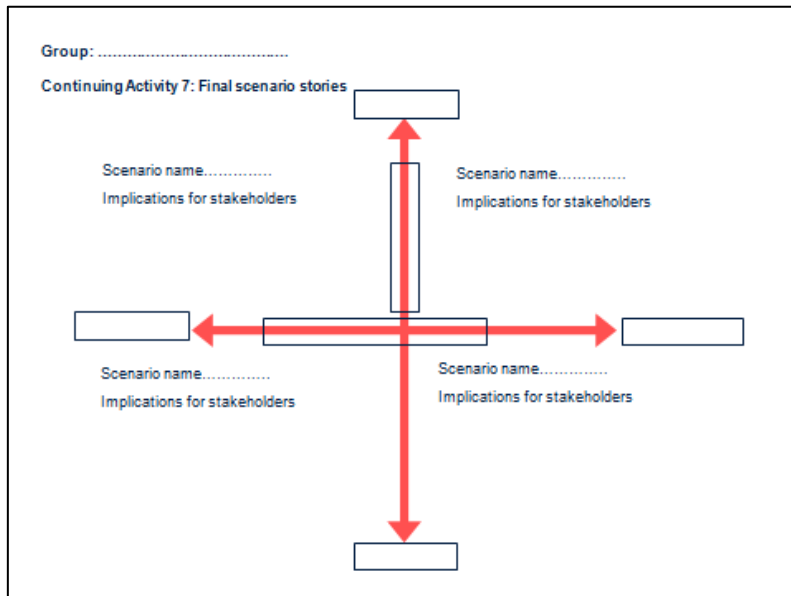 Group: ........................................
Continuing Activity 7: Final scenario stories
Scenario name..............
Implications for stakeholders
Scenario name..............
Implications for stakeholders
Scenario name..............
Implications for stakeholders
Scenario name..............
Implications for stakeholders